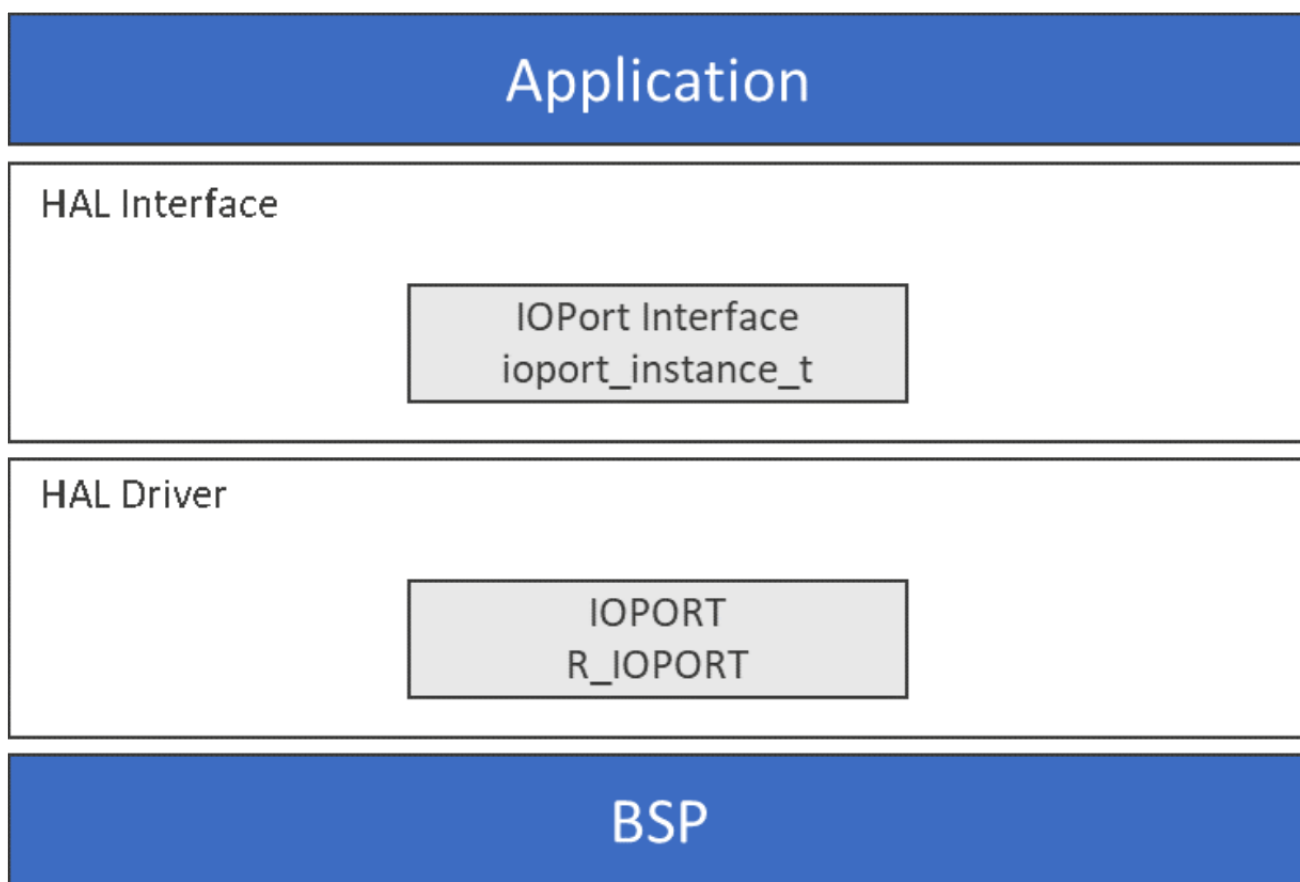 Application
HAL Interface
IOPort Interface
ioport_instance_t
HAL Driver
IOPORT
R_IOPORT
BSP